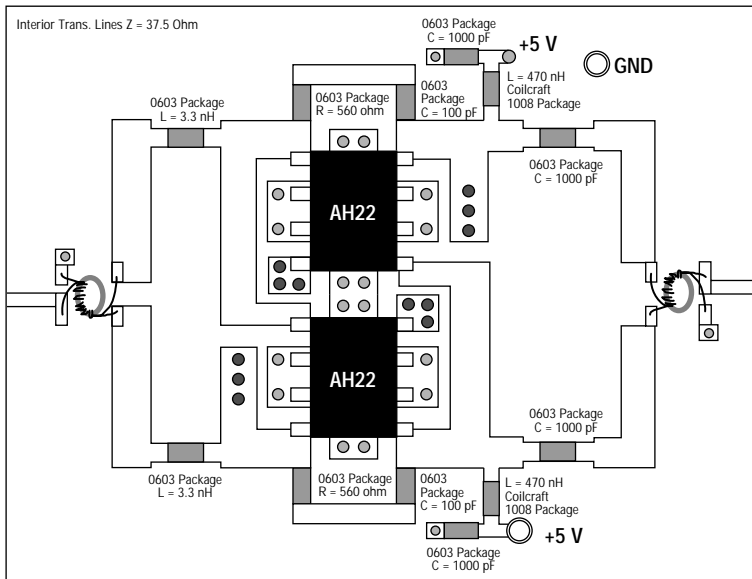 Interior Trans. Lines Z = 37.5 Ohm
0603 Package
C = 1000 pF
+5 V
GND
0603 Package
L = 3.3 nH
0603 Package
R = 560 ohm
0603
Package
C = 100 pF
L = 470 nH
Coilcraft
1008 Package
0603 Package
C = 1000 pF
AH22
AH22
0603 Package
C = 1000 pF
0603 Package
L = 3.3 nH
0603 Package
R = 560 ohm
0603
Package
C = 100 pF
L = 470 nH
Coilcraft
1008 Package
+5 V
0603 Package
C = 1000 pF